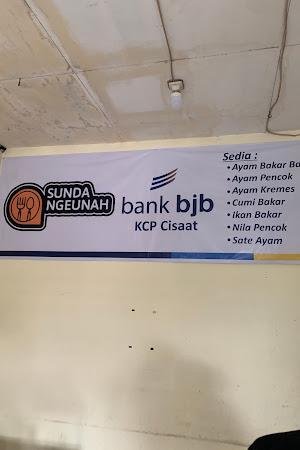 SUNDA
NGEUNAH
bank bjb
KCP Cisaat
Sedia :
• Ayam Bakar
• Ayam Pencok
• Ayam Kremes
• Cumi Bakar
• ikan Bakar
• Nila Pencok
• Sate Ayam